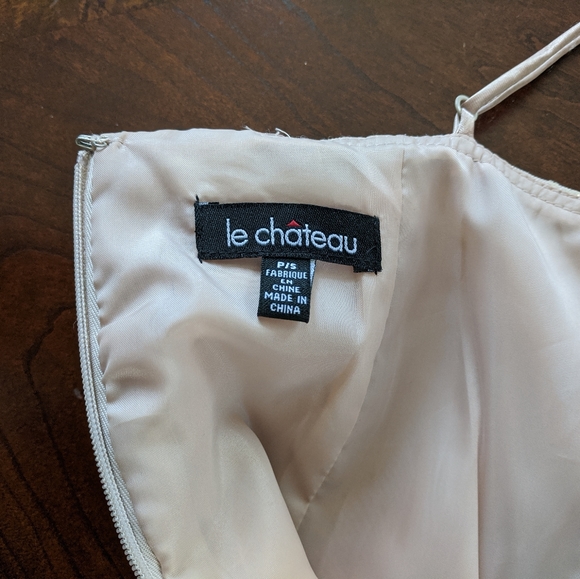 le château
P/S
FABRIQUE
EN
CHINE
MADE IN
CHINA